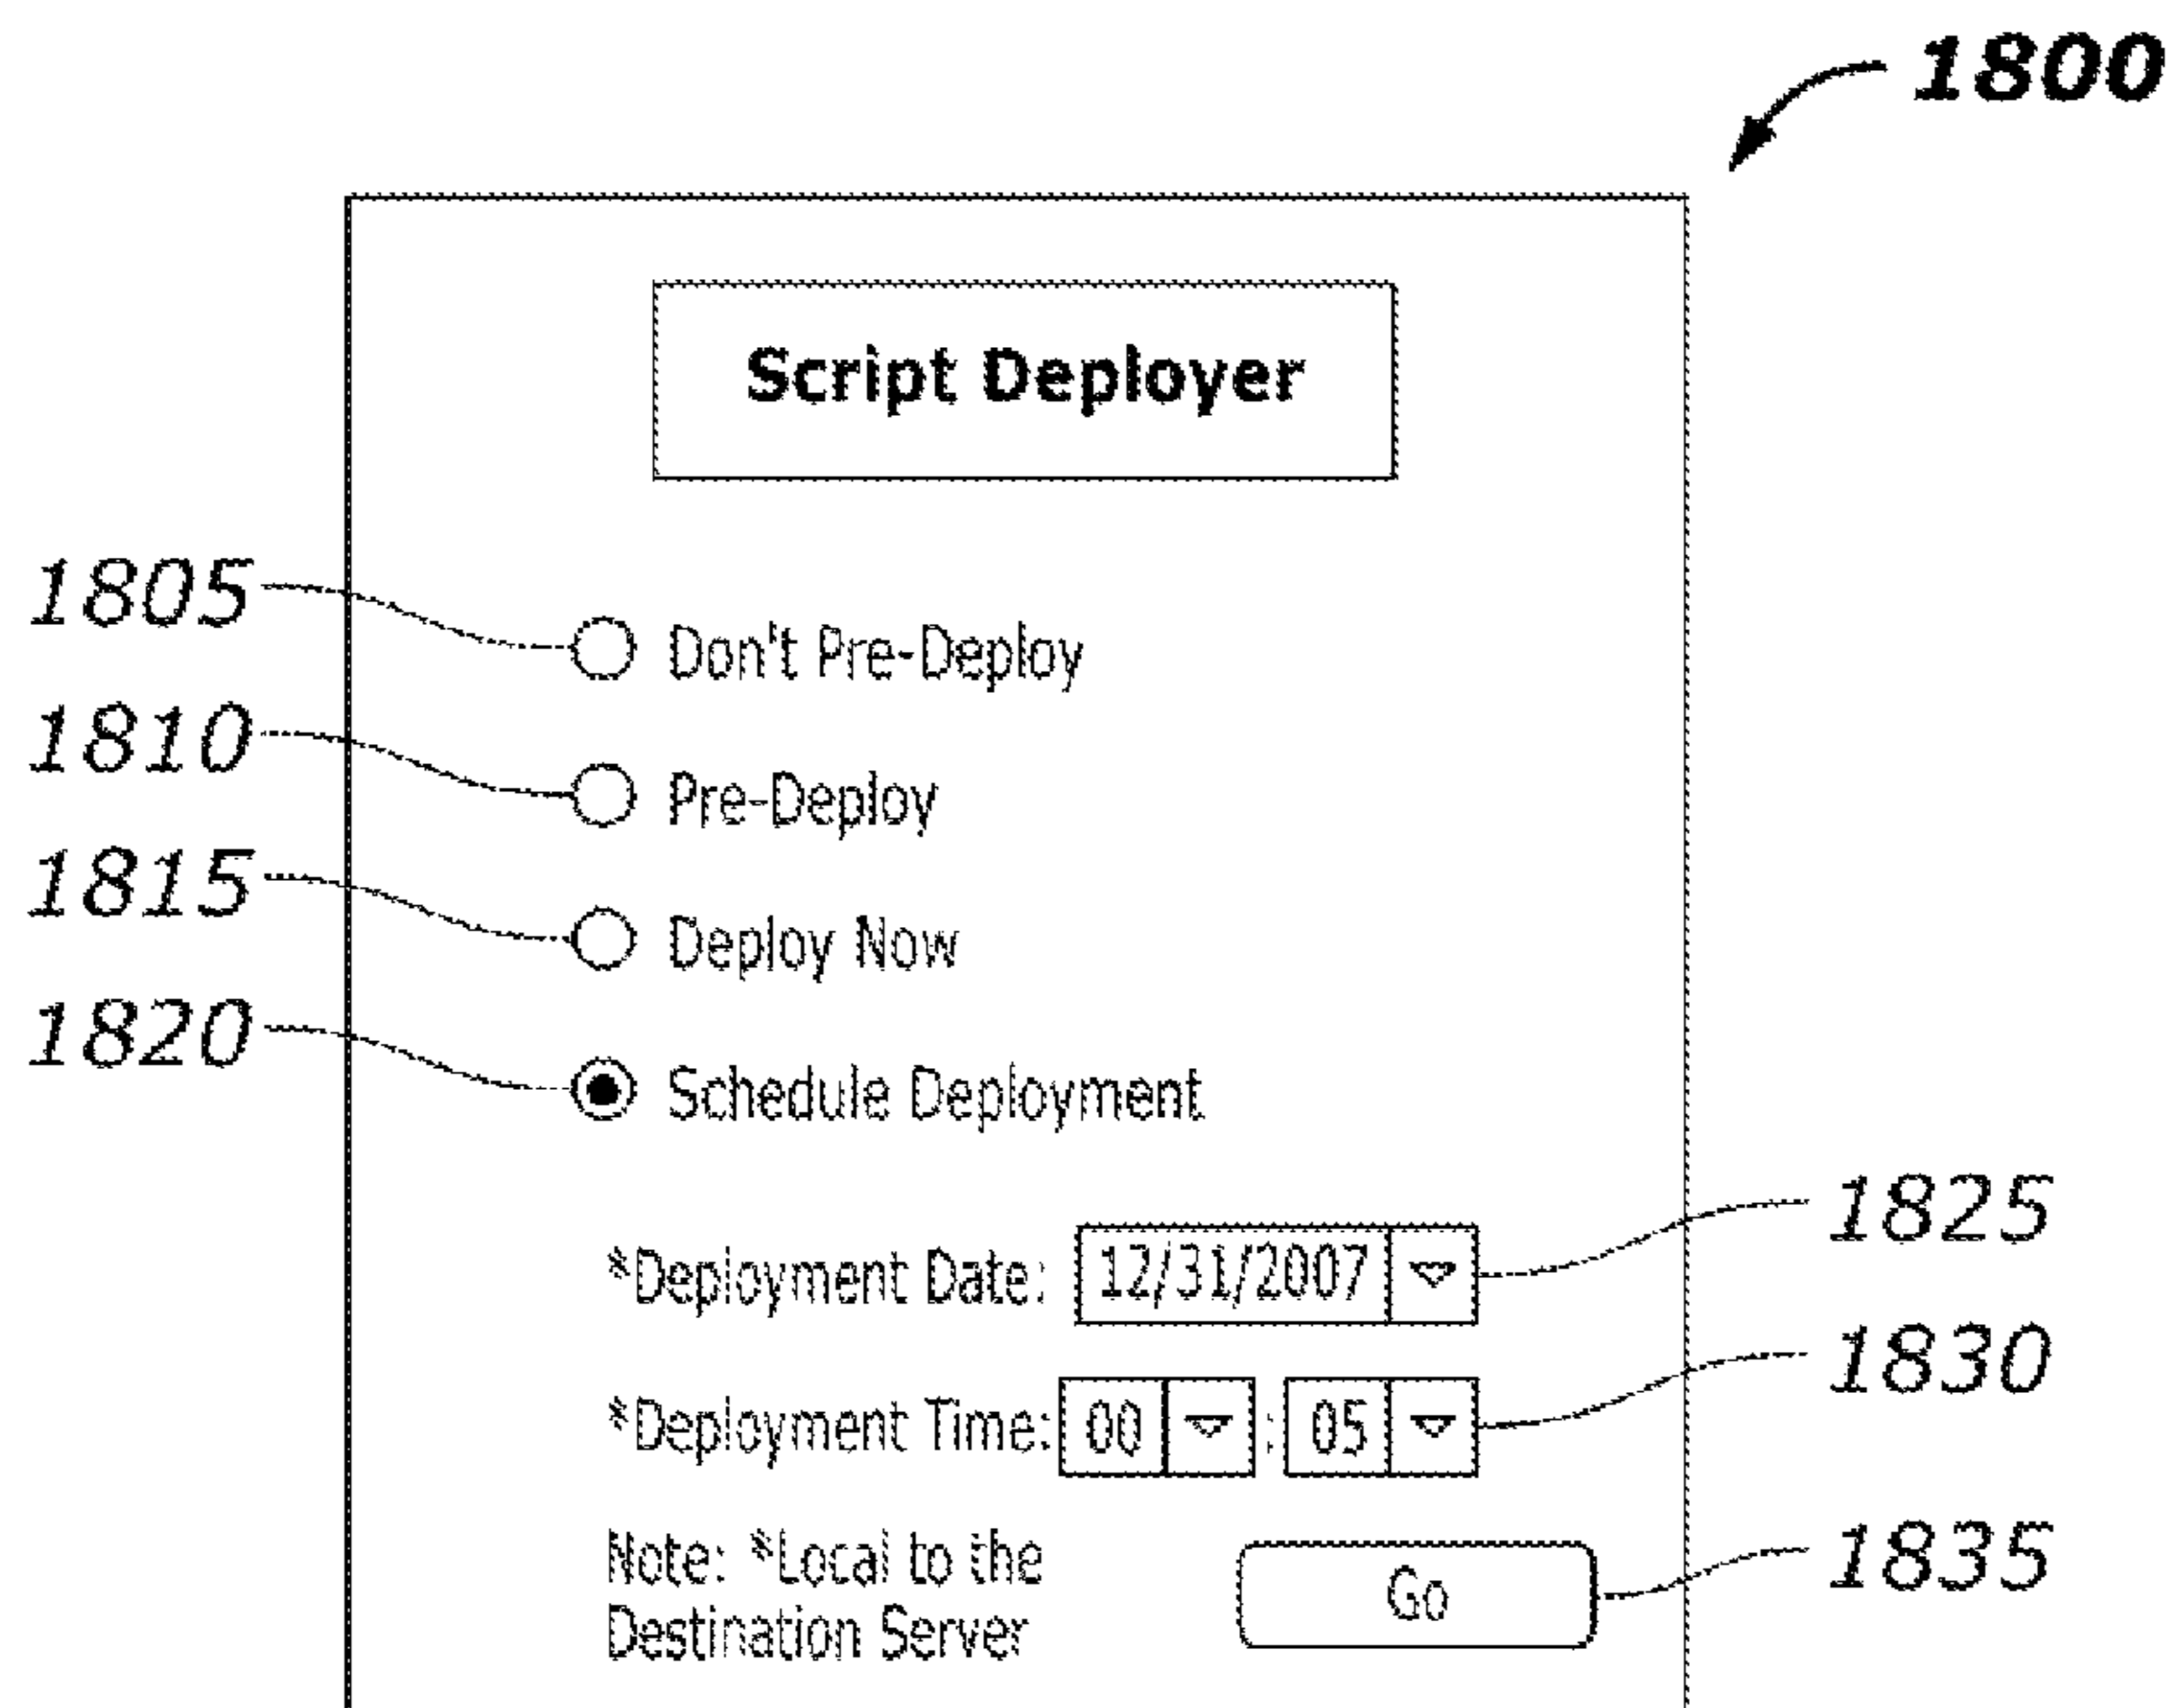 1800
Script Deployer
1805
Don't Pre-Deploy
1810
Pre-Deploy
1815
Deploy Now
1820
Schedule Deployment
*Deployment Date: 12/31/2007
1825
*Deployment Time: 00 : 05
1830
Note: *Local to the
Destination Server
Go
1835